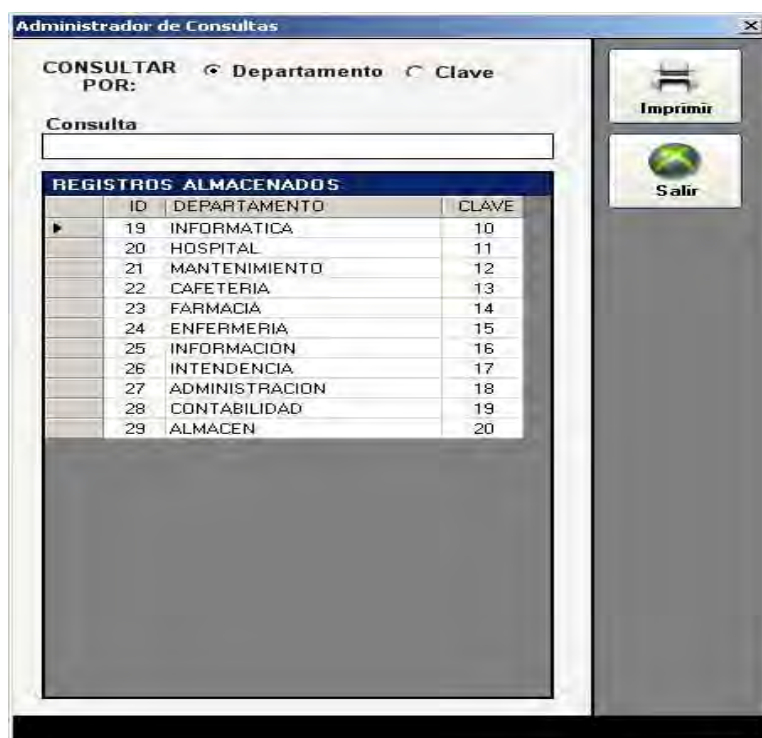 Administrador de Consultas
CONSULTAR POR:
Departamento
Clave
Imprimir
Consulta
Salir
REGISTROS ALMACENADOS
ID DEPARTAMENTO CLAVE
19 INFORMATICA 10
20 HOSPITAL 11
21 MANTENIMIENTO 12
22 CAFETERIA 13
23 FARMACIA 14
24 ENFERMERIA 15
25 INFORMACION 16
26 INTENDENCIA 17
27 ADMINISTRACION 18
28 CONTABILIDAD 19
29 ALMACEN 20